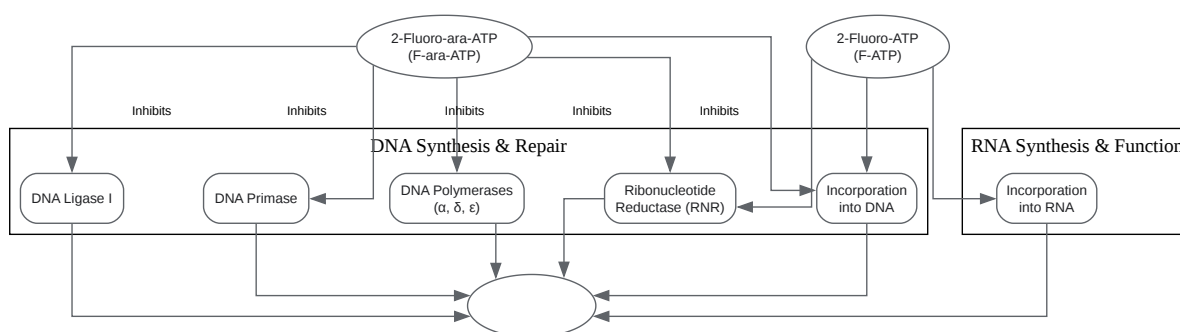 2-Fluoro-ara-ATP
(F-ara-ATP)
2-Fluoro-ATP
(F-ATP)
Inhibits
Inhibits
Inhibits
Inhibits
Inhibits
DNA Synthesis & Repair
RNA Synthesis & Function
DNA Ligase I
DNA Primase
DNA Polymerases
(α, δ, ε)
Ribonucleotide
Reductase (RNR)
Incorporation
into DNA
Incorporation
into RNA